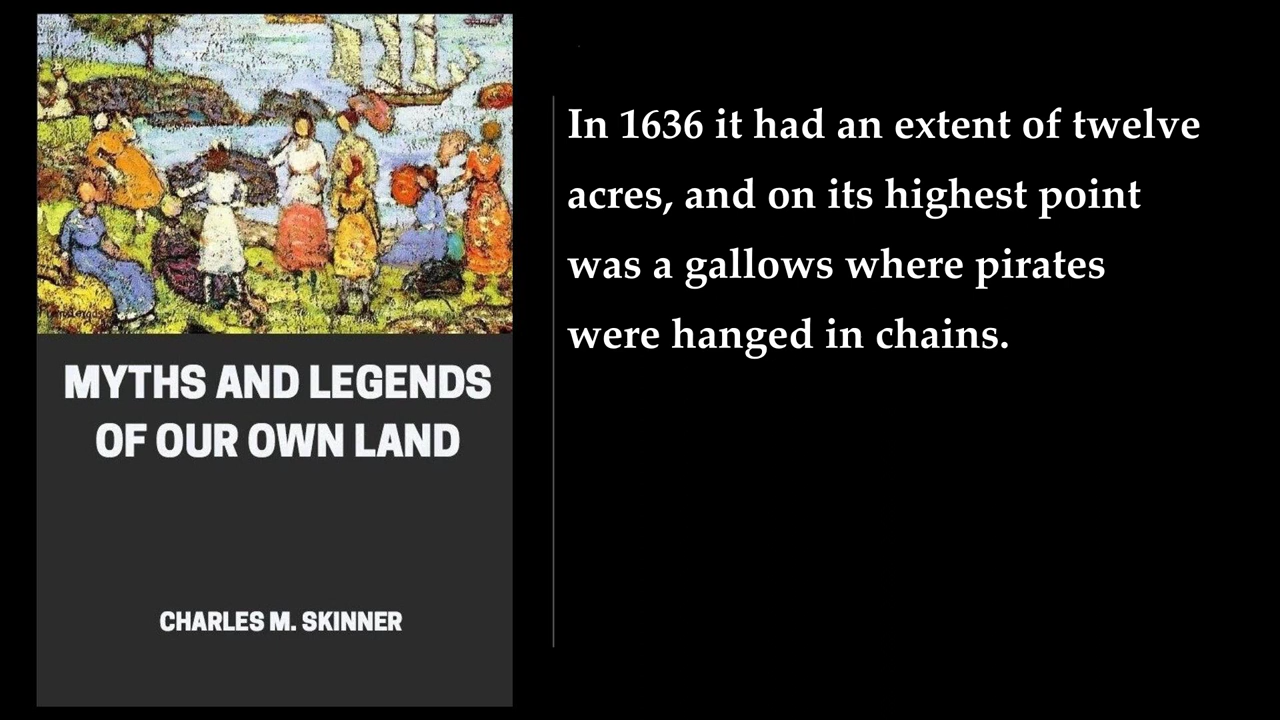 MYTHS AND LEGENDS
OF OUR OWN LAND
CHARLES M. SKINNER
In 1636 it had an extent of twelve
acres, and on its highest point
was a gallows where pirates
were hanged in chains.